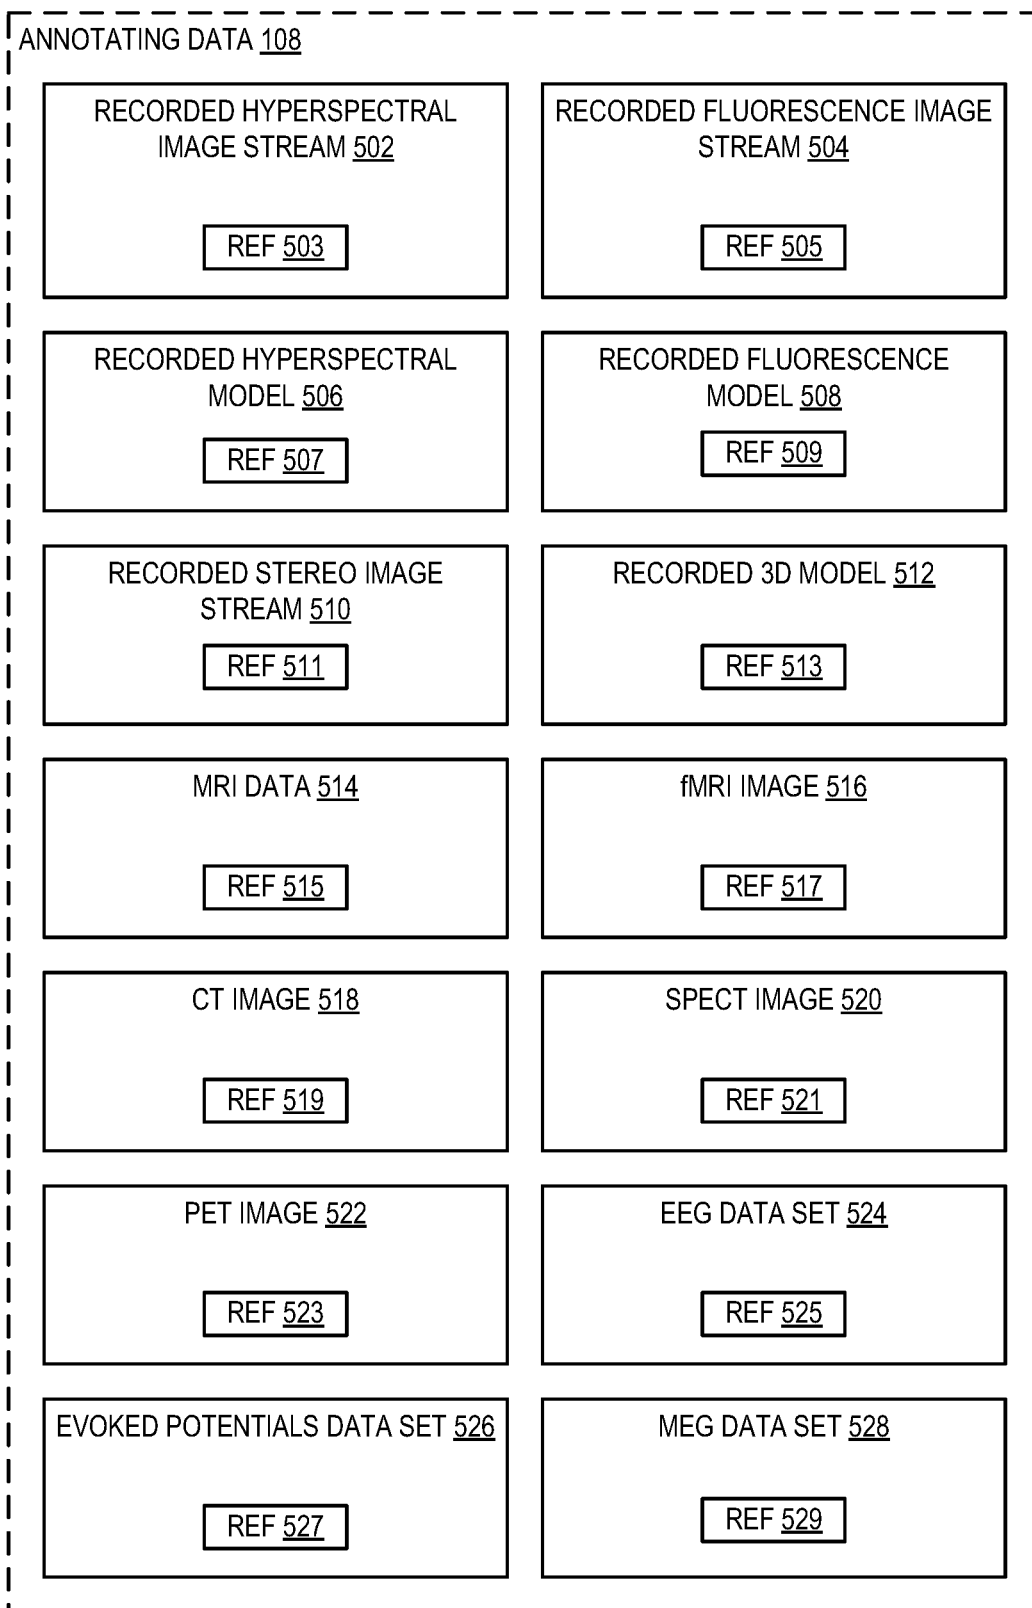 ANNOTATING DATA 108
RECORDED HYPERSPECTRAL
IMAGE STREAM 502
REF 503
RECORDED FLUORESCENCE IMAGE
STREAM 504
REF 505
RECORDED HYPERSPECTRAL
MODEL 506
REF 507
RECORDED FLUORESCENCE
MODEL 508
REF 509
RECORDED STEREO IMAGE
STREAM 510
REF 511
RECORDED 3D MODEL 512
REF 513
MRI DATA 514
REF 515
fMRI IMAGE 516
REF 517
CT IMAGE 518
REF 519
SPECT IMAGE 520
REF 521
PET IMAGE 522
REF 523
EEG DATA SET 524
REF 525
EVOKED POTENTIALS DATA SET 526
REF 527
MEG DATA SET 528
REF 529